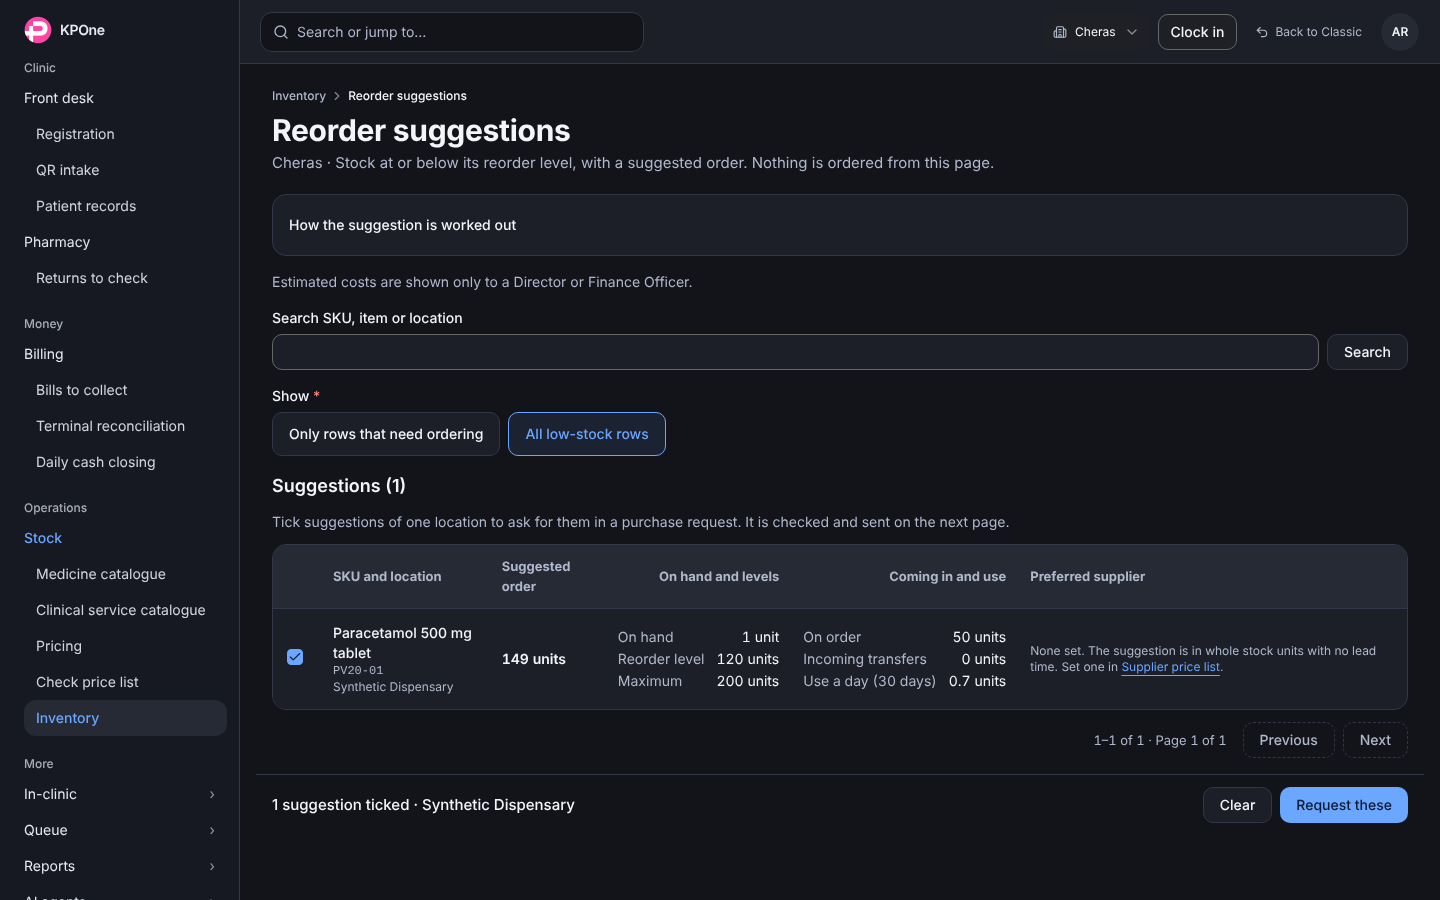 KPOne
Search or jump to...
Cheras
Clock in
Back to Classic
AR
Clinic
Front desk
Registration
QR intake
Patient records
Pharmacy
Returns to check
Money
Billing
Bills to collect
Terminal reconciliation
Daily cash closing
Operations
Stock
Medicine catalogue
Clinical service catalogue
Pricing
Check price list
Inventory
More
In-clinic
Queue
Reports
Inventory > Reorder suggestions
Reorder suggestions
Cheras · Stock at or below its reorder level, with a suggested order. Nothing is ordered from this page.
How the suggestion is worked out
Estimated costs are shown only to a Director or Finance Officer.
Search SKU, item or location
Search
Show *
Only rows that need ordering
All low-stock rows
Suggestions (1)
Tick suggestions of one location to ask for them in a purchase request. It is checked and sent on the next page.
SKU and location
Suggested
order
On hand and levels
Coming in and use
Preferred supplier
Paracetamol 500 mg
tablet
PV20-01
Synthetic Dispensary
149 units
On hand 1 unit
Reorder level 120 units
Maximum 200 units
On order 50 units
Incoming transfers 0 units
Use a day (30 days) 0.7 units
None set. The suggestion is in whole stock units with no lead
time. Set one in Supplier price list.
1–1 of 1 · Page 1 of 1
Previous
Next
1 suggestion ticked · Synthetic Dispensary
Clear
Request these